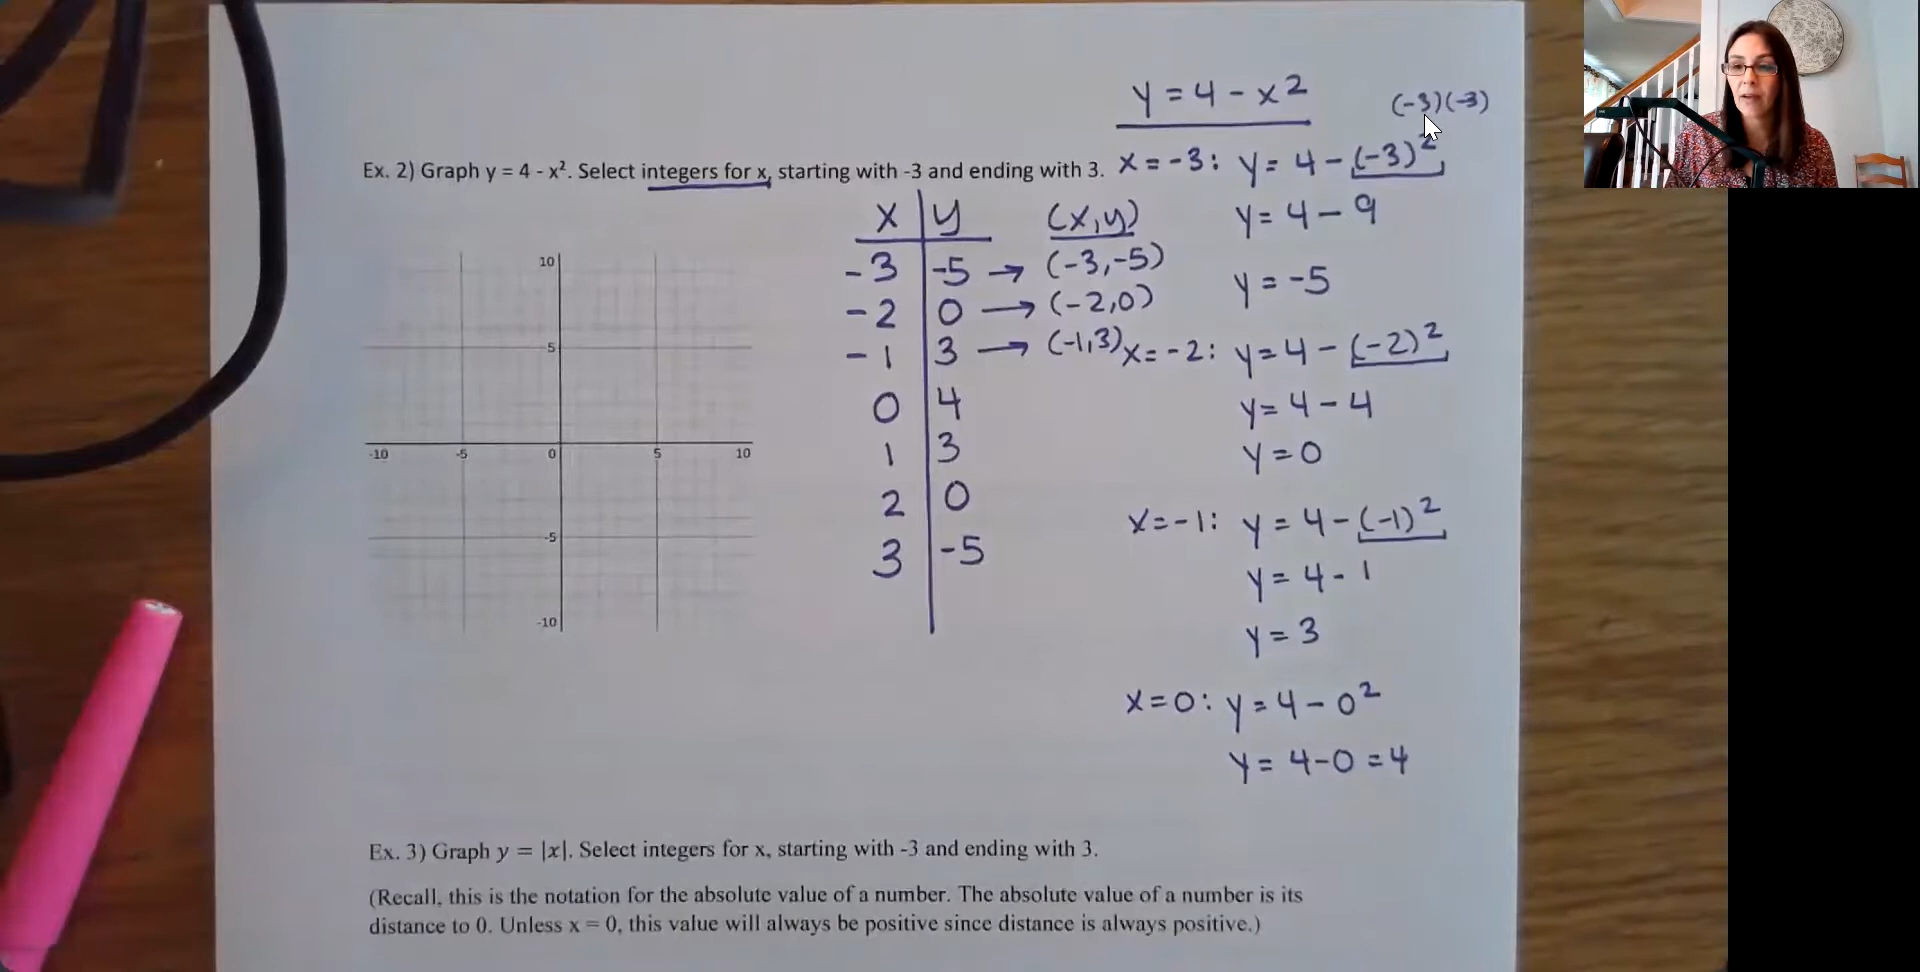 y = 4 - x²
(-3)(-3)
Ex. 2) Graph y = 4 - x². Select integers for x, starting with -3 and ending with 3.
x = -3: y = 4 - (-3)²
y = 4 - 9
y = -5
x y (x,y)
-3 -5 → (-3,-5)
-2 0 → (-2,0)
-1 3 → (-1,3)
0 4
1 3
2 0
3 -5
x = -2: y = 4 - (-2)²
y = 4 - 4
y = 0
x = -1: y = 4 - (-1)²
y = 4 - 1
y = 3
x = 0: y = 4 - 0²
y = 4 - 0 = 4
10
5
-10 -5 0 5 10
-5
-10
Ex. 3) Graph y = |x|. Select integers for x, starting with -3 and ending with 3.
(Recall, this is the notation for the absolute value of a number. The absolute value of a number is its
distance to 0. Unless x = 0, this value will always be positive since distance is always positive.)